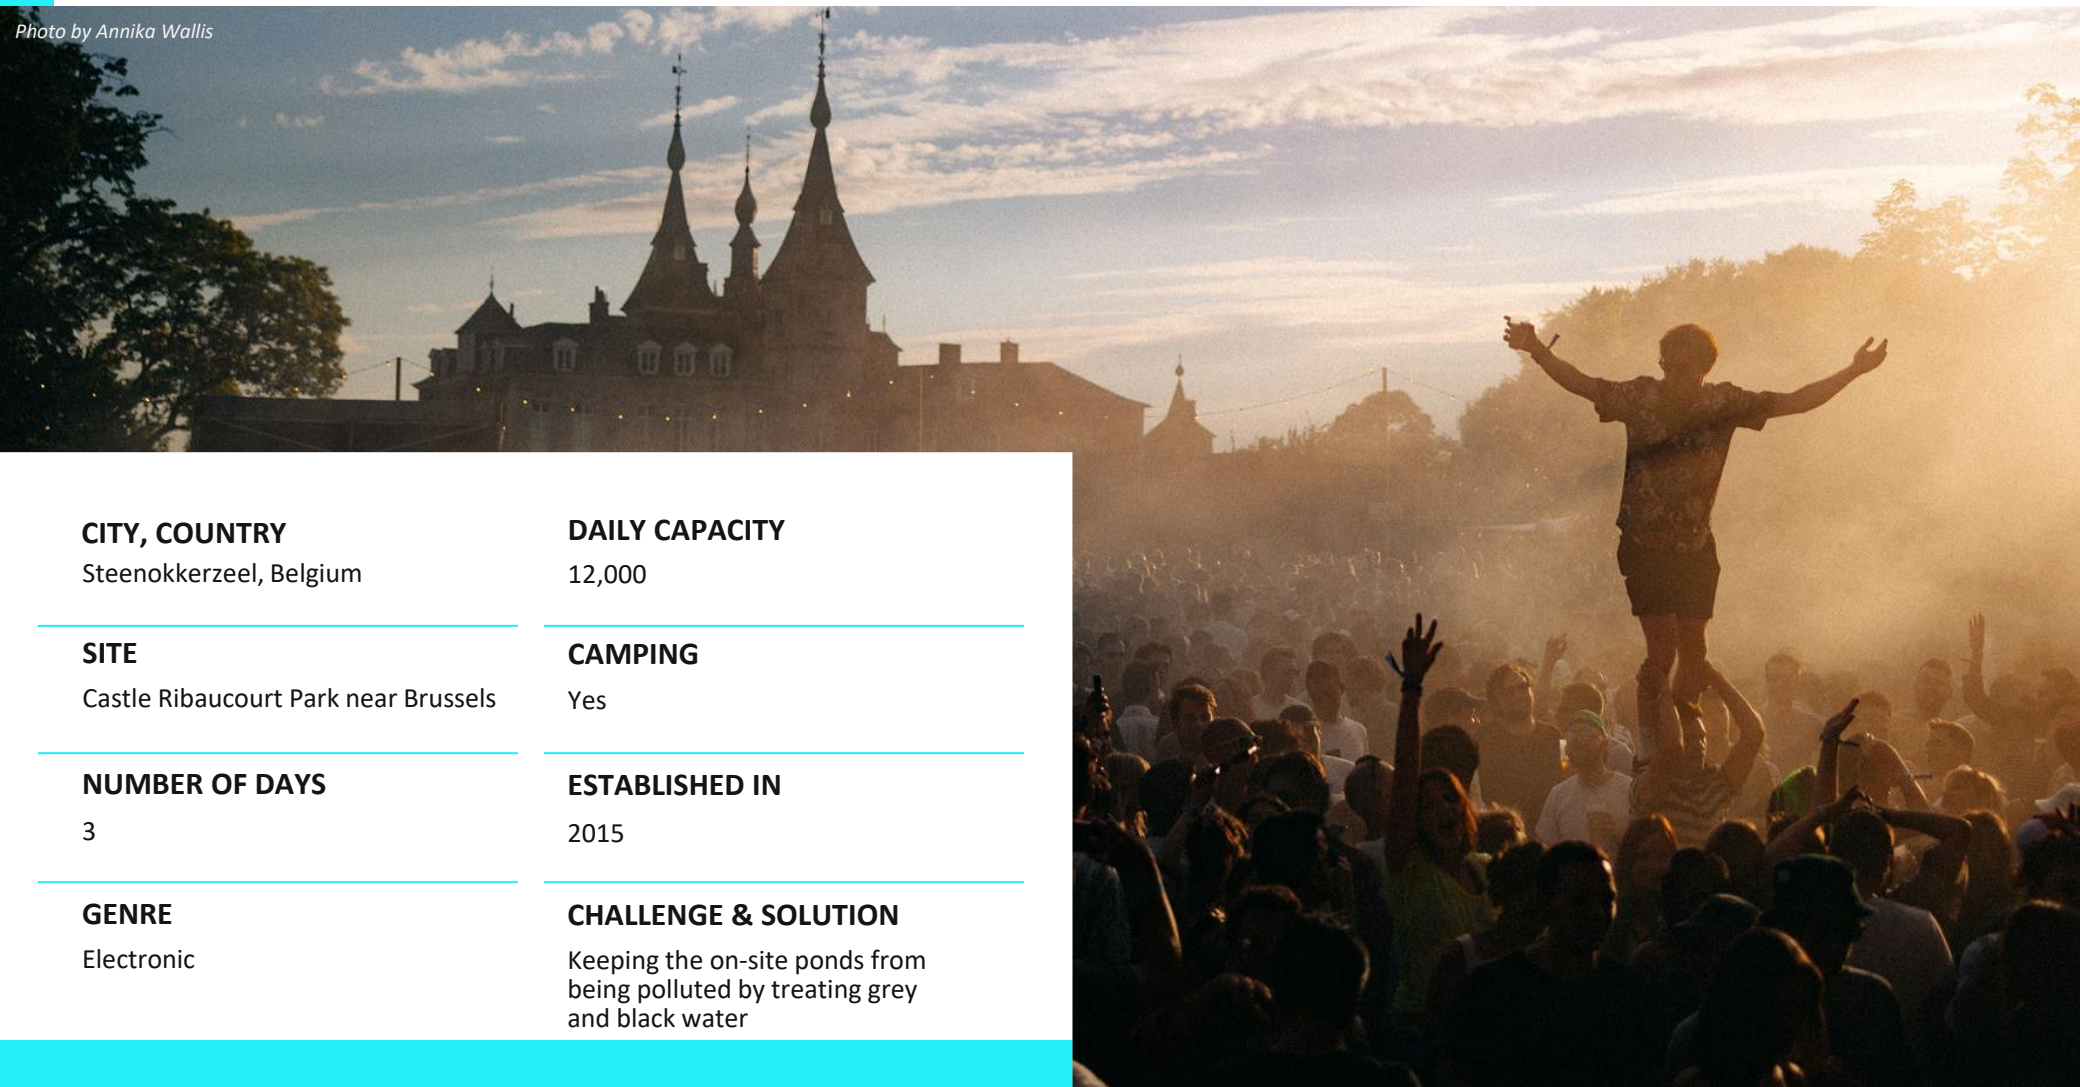 Photo by Annika Wallis
CITY, COUNTRY
Steenokkerzeel, Belgium
DAILY CAPACITY
12,000
SITE
Castle Ribaucourt Park near Brussels
CAMPING
Yes
NUMBER OF DAYS
3
ESTABLISHED IN
2015
GENRE
Electronic
CHALLENGE & SOLUTION
Keeping the on-site ponds from
being polluted by treating grey
and black water